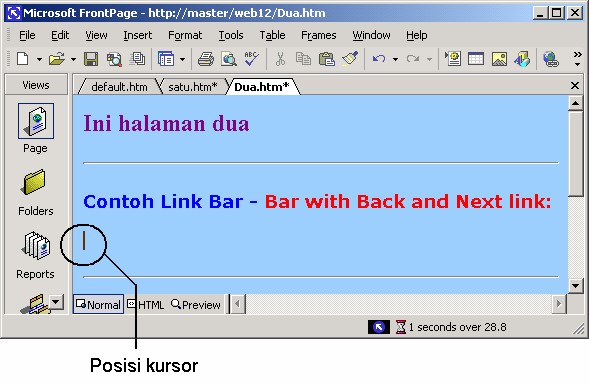 Microsoft FrontPage - http://master/web12/Dua.htm
File Edit View Insert Format Tools Table Frames Window Help
Views default.htm satu.htm* Dua.htm*
Ini halaman dua
Page
Contoh Link Bar - Bar with Back and Next link:
Folders
Reports
Normal HTML Preview
1 seconds over 28.8
Posisi kursor